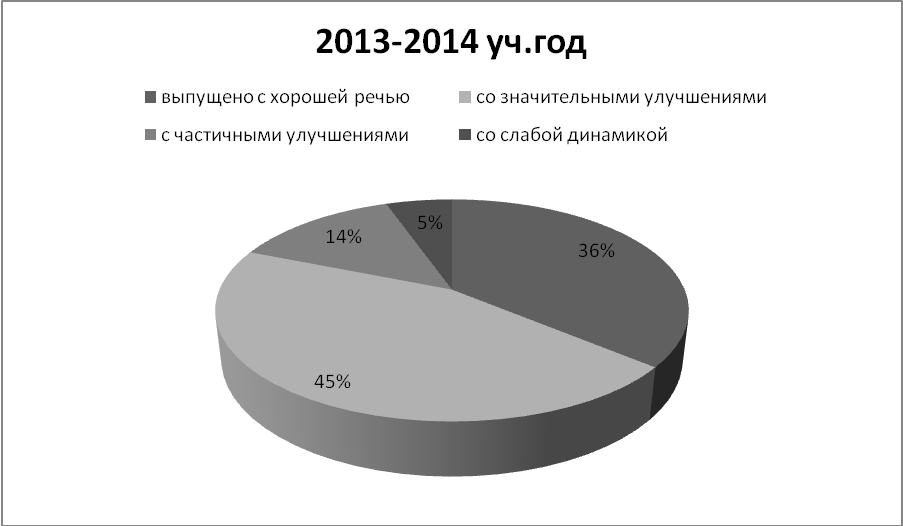 2013-2014 уч.год
выпущено с хорошей речью со значительными улучшениями
с частичными улучшениями со слабой динамикой
5%
14%
36%
45%